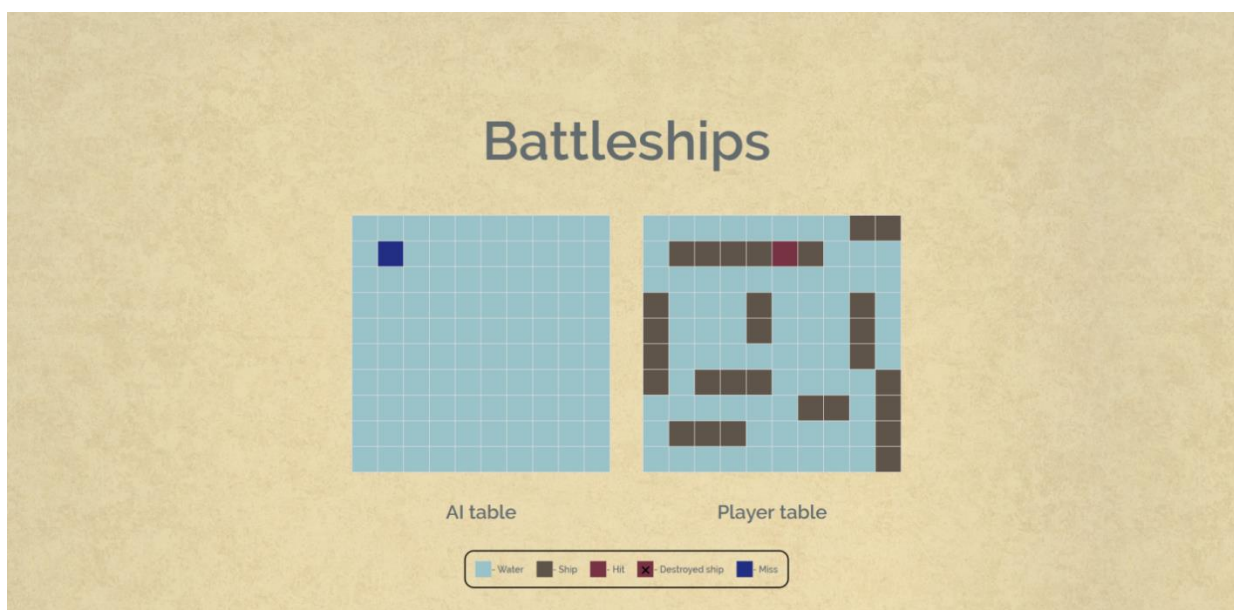 Battleships
AI table
Player table
- Water - Ship - Hit - Destroyed ship - Miss